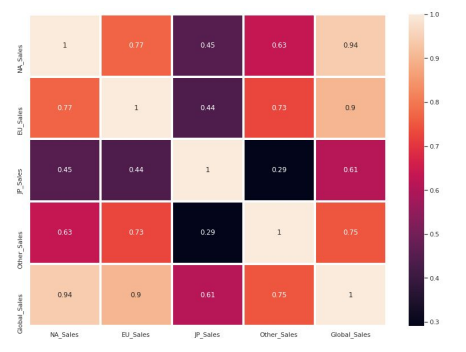 NA_Sales 1 0.77 0.45 0.63 0.94
EU_Sales 0.77 1 0.44 0.73 0.9
JP_Sales 0.45 0.44 1 0.29 0.61
Other_Sales 0.63 0.73 0.29 1 0.75
Global_Sales 0.94 0.9 0.61 0.75 1
NA_Sales EU_Sales JP_Sales Other_Sales Global_Sales
1.0
0.9
0.8
0.7
0.6
0.5
0.4
0.3